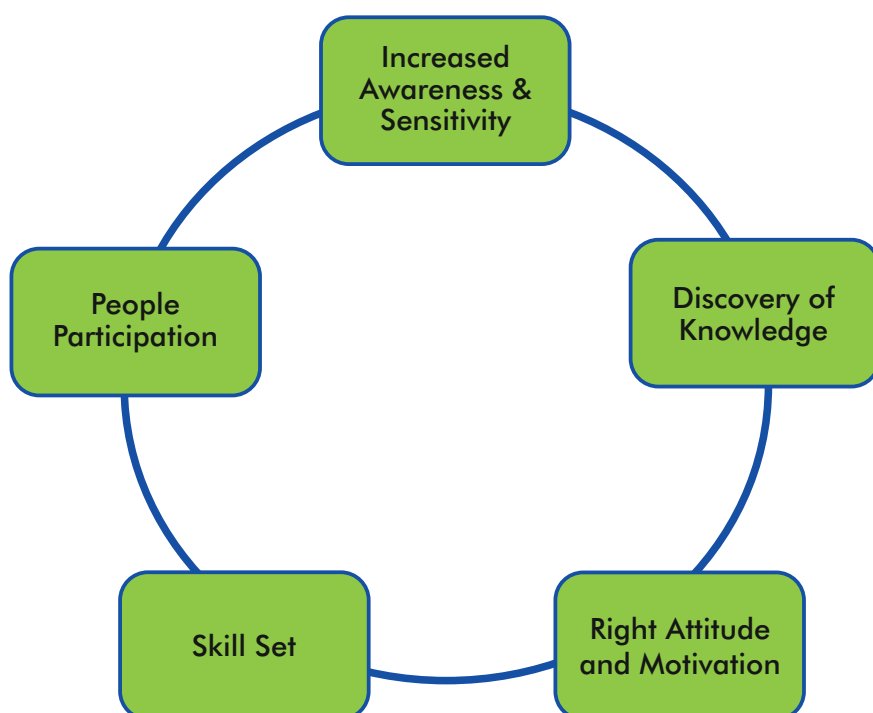 Increased
Awareness &
Sensitivity
Discovery of
Knowledge
Right Attitude
and Motivation
Skill Set
People
Participation